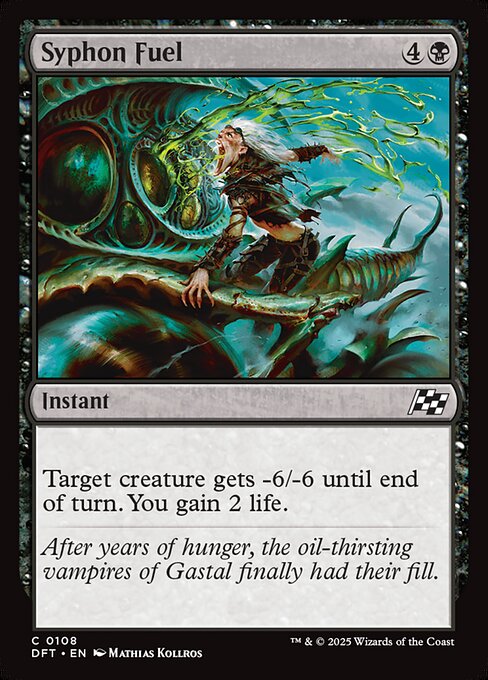 Syphon Fuel 4
Instant
Target creature gets -6/-6 until end
of turn. You gain 2 life.
After years of hunger, the oil-thirsting
vampires of Gastal finally had their fill.
C 0108
DFT • EN Mathias Kollros
™ & © 2025 Wizards of the Coast